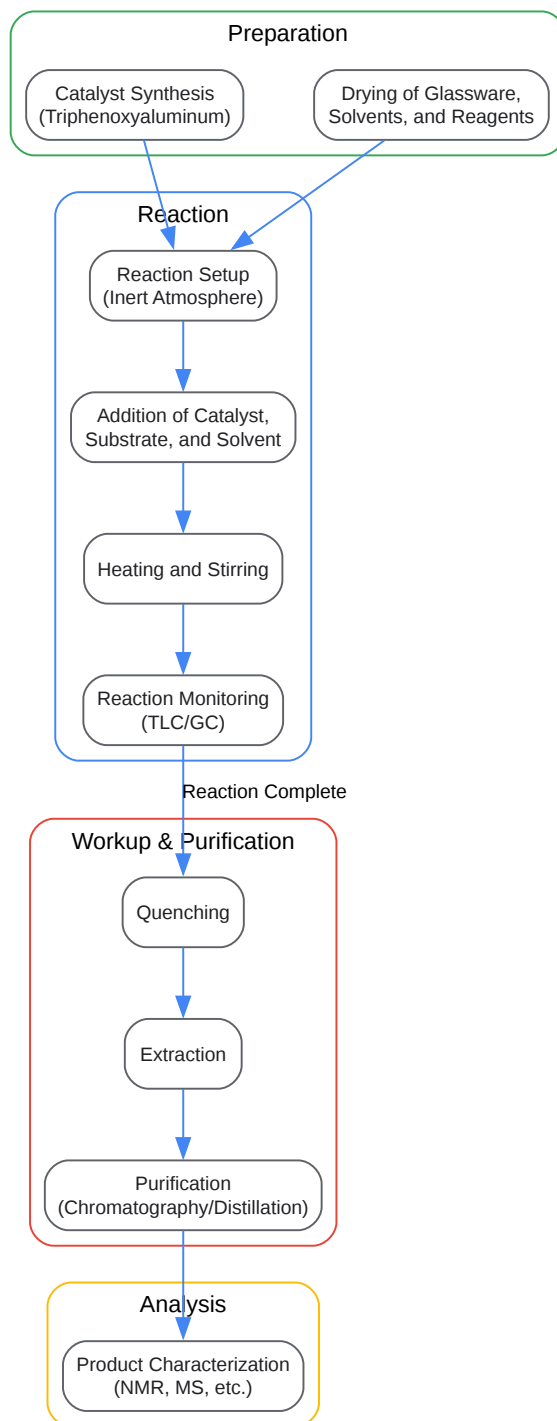 Preparation
Catalyst Synthesis
(Triphenoxyaluminum)
Drying of Glassware,
Solvents, and Reagents
Reaction
Reaction Setup
(Inert Atmosphere)
Addition of Catalyst,
Substrate, and Solvent
Heating and Stirring
Reaction Monitoring
(TLC/GC)
Reaction Complete
Workup & Purification
Quenching
Extraction
Purification
(Chromatography/Distillation)
Analysis
Product Characterization
(NMR, MS, etc.)